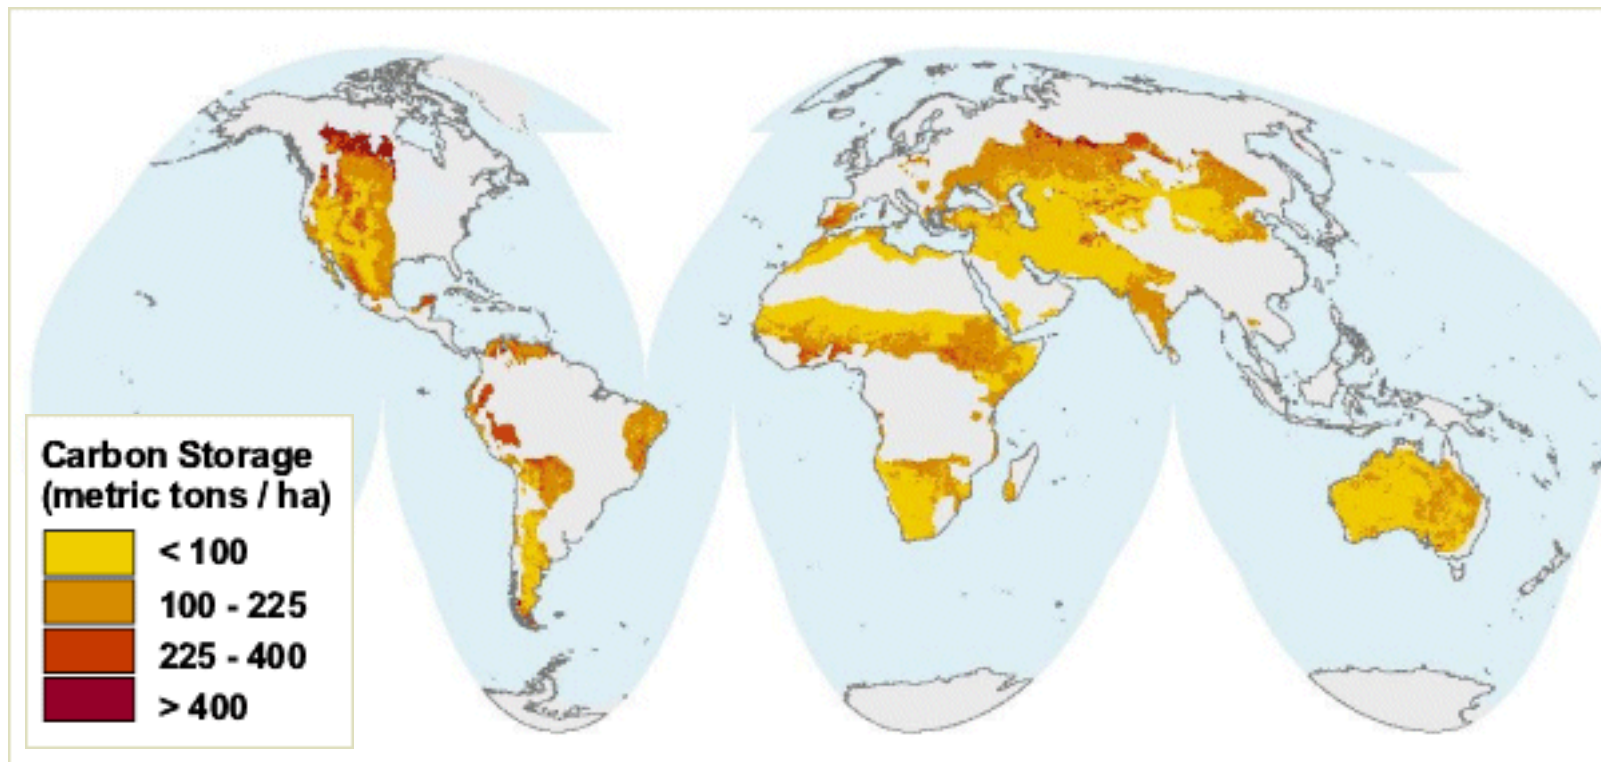 Carbon Storage
(metric tons / ha)
< 100
100 - 225
225 - 400
> 400